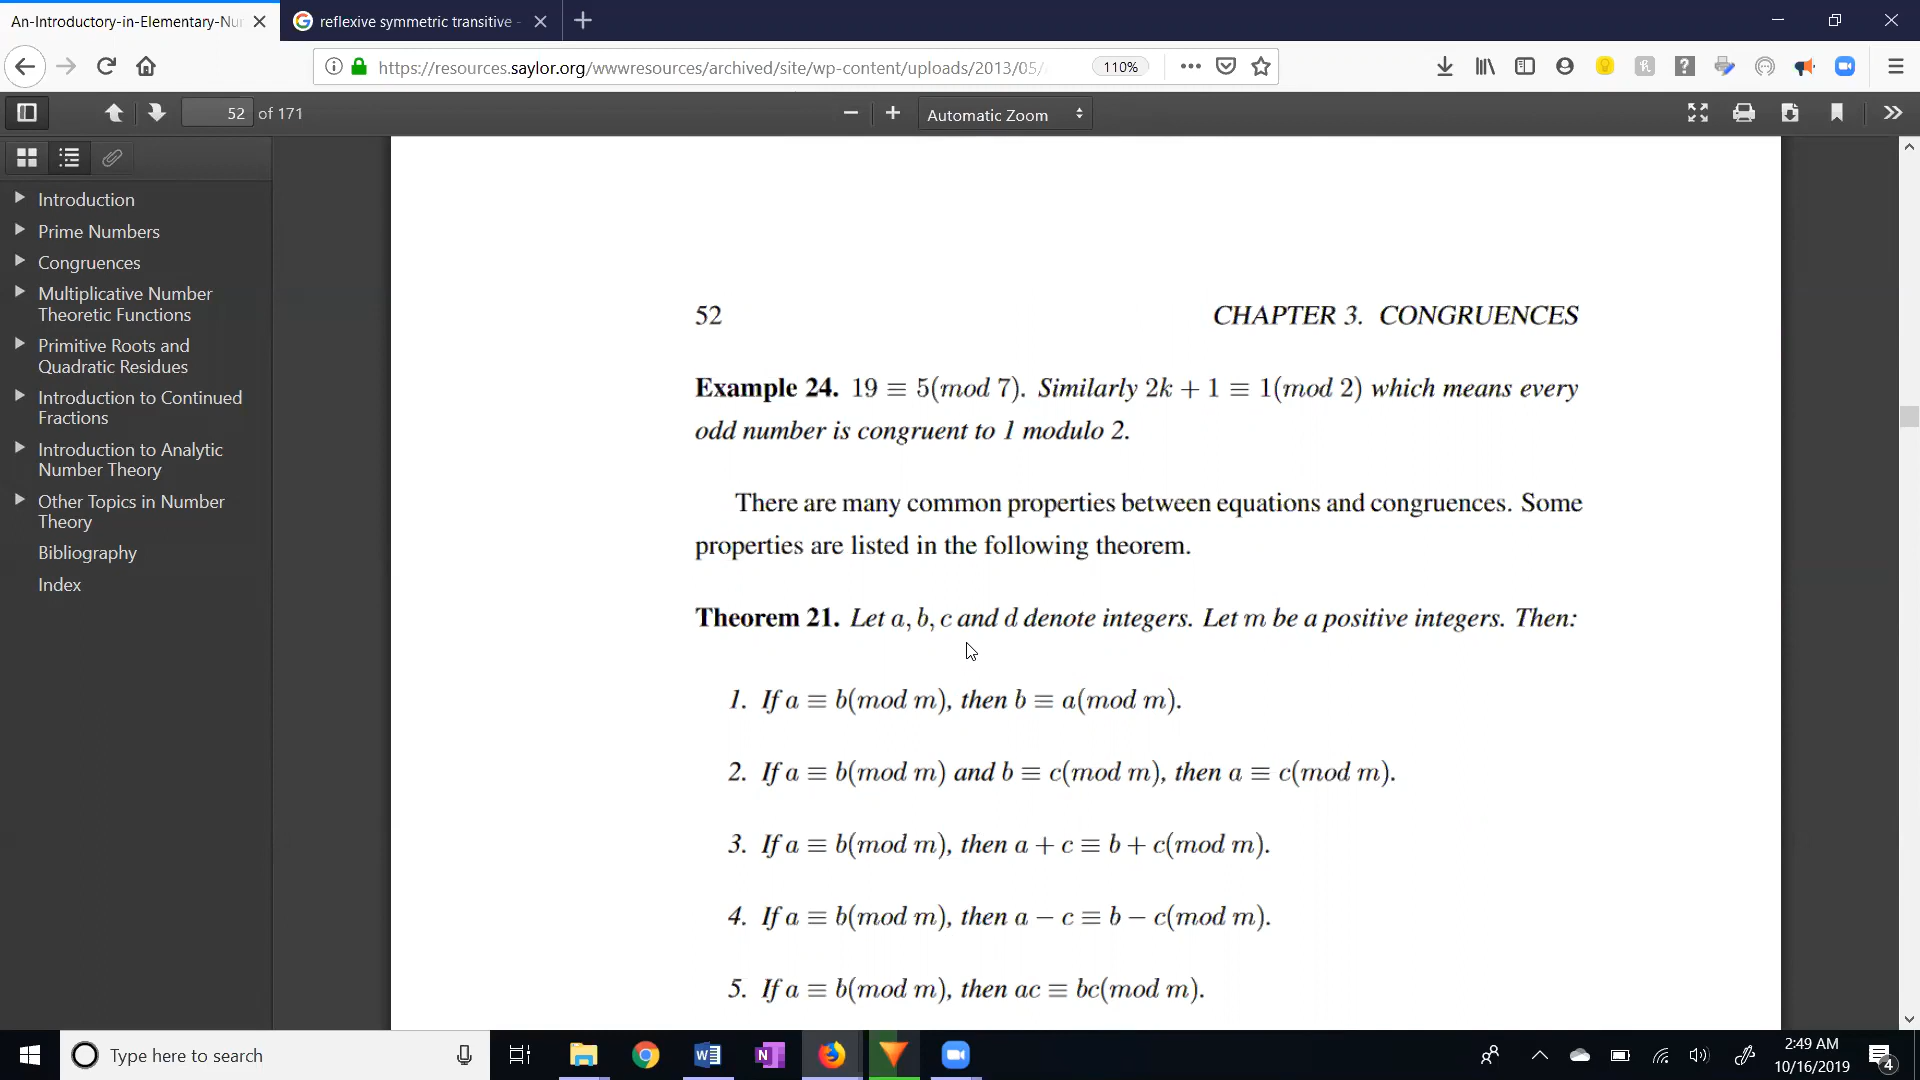 An-Introductory-in-Elementary-Nu
reflexive symmetric transitive -
https://resources.saylor.org/wwwresources/archived/site/wp-content/uploads/2013/05/
110%
52 of 171
Automatic Zoom
Introduction
Prime Numbers
Congruences
Multiplicative Number
Theoretic Functions
Primitive Roots and
Quadratic Residues
Introduction to Continued
Fractions
Introduction to Analytic
Number Theory
Other Topics in Number
Theory
Bibliography
Index
52 CHAPTER 3. CONGRUENCES
Example 24. 19 ≡ 5(mod 7). Similarly 2k + 1 ≡ 1(mod 2) which means every
odd number is congruent to 1 modulo 2.
There are many common properties between equations and congruences. Some
properties are listed in the following theorem.
Theorem 21. Let a, b, c and d denote integers. Let m be a positive integers. Then:
1. If a ≡ b(mod m), then b ≡ a(mod m).
2. If a ≡ b(mod m) and b ≡ c(mod m), then a ≡ c(mod m).
3. If a ≡ b(mod m), then a + c ≡ b + c(mod m).
4. If a ≡ b(mod m), then a − c ≡ b − c(mod m).
5. If a ≡ b(mod m), then ac ≡ bc(mod m).
Type here to search
2:49 AM
10/16/2019
4